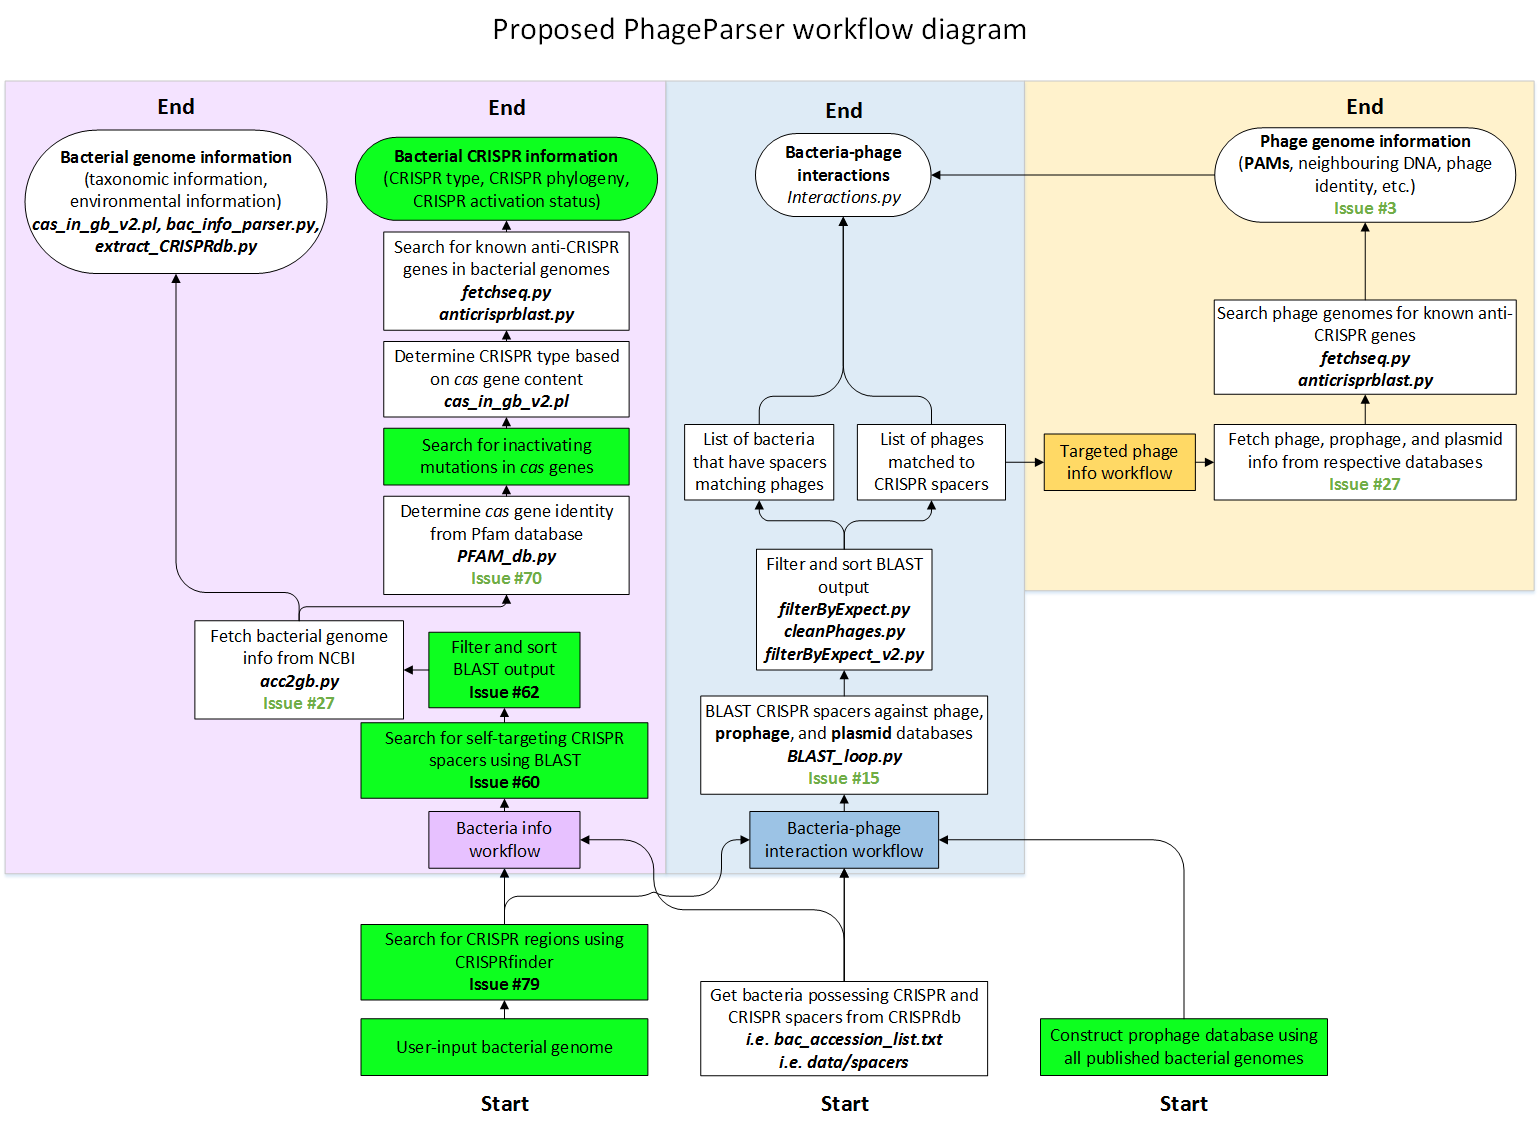 Proposed PhageParser workflow diagram
End
Bacterial genome information
(taxonomic information,
environmental information)
cas_in_gb_v2.pl, bac_info_parser.py,
extract_CRISPRdb.py
End
Bacterial CRISPR information
(CRISPR type, CRISPR phylogeny,
CRISPR activation status)
Search for known anti-CRISPR
genes in bacterial genomes
fetchseq.py
anticrisprblast.py
Determine CRISPR type based
on cas gene content
cas_in_gb_v2.pl
Search for inactivating
mutations in cas genes
Determine cas gene identity
from Pfam database
PFAM_db.py
Issue #70
Fetch bacterial genome
info from NCBI
acc2gb.py
Issue #27
Filter and sort
BLAST output
Issue #62
Search for self-targeting CRISPR
spacers using BLAST
Issue #60
Bacteria info
workflow
Search for CRISPR regions using
CRISPRfinder
Issue #79
User-input bacterial genome
Start
End
Bacteria-phage
interactions
Interactions.py
List of bacteria
that have spacers
matching phages
List of phages
matched to
CRISPR spacers
Filter and sort BLAST
output
filterByExpect.py
cleanPhages.py
filterByExpect_v2.py
BLAST CRISPR spacers against phage,
prophage, and plasmid databases
BLAST_loop.py
Issue #15
Bacteria-phage
interaction workflow
Get bacteria possessing CRISPR and
CRISPR spacers from CRISPRdb
i.e. bac_accession_list.txt
i.e. data/spacers
Start
End
Phage genome information
(PAMs, neighbouring DNA, phage
identity, etc.)
Issue #3
Search phage genomes for known anti-
CRISPR genes
fetchseq.py
anticrisprblast.py
Targeted phage
info workflow
Fetch phage, prophage, and plasmid
info from respective databases
Issue #27
Construct prophage database using
all published bacterial genomes
Start